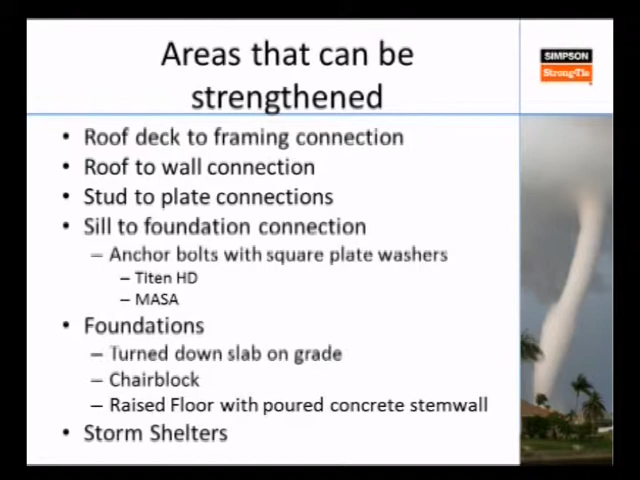 Areas that can be
strengthened
SIMPSON
Strong-Tie
• Roof deck to framing connection
• Roof to wall connection
• Stud to plate connections
• Sill to foundation connection
– Anchor bolts with square plate washers
– Titen HD
– MASA
• Foundations
– Turned down slab on grade
– Chairblock
– Raised Floor with poured concrete stemwall
• Storm Shelters